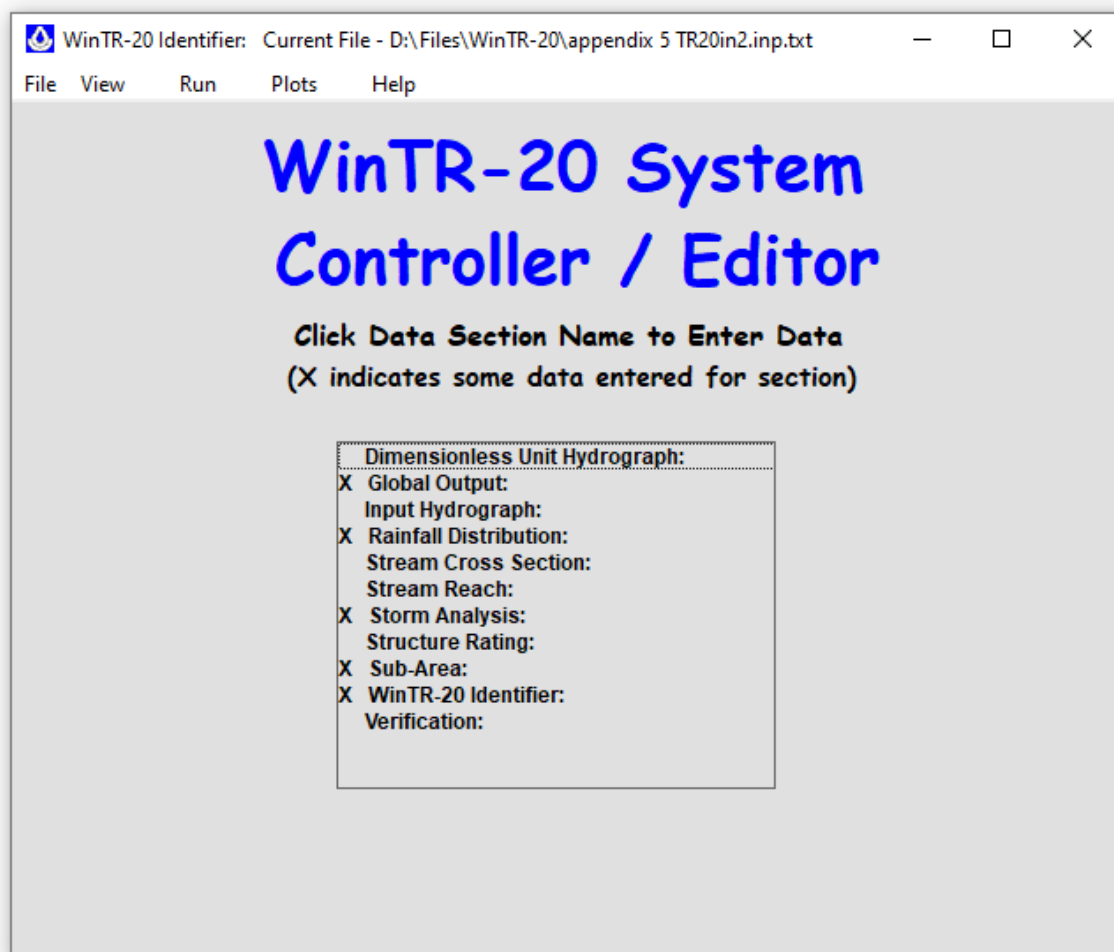 WinTR-20 Identifier:   Current File - D:\Files\WinTR-20\appendix 5 TR20in2.inp.txt
File View Run Plots Help
WinTR-20 System
Controller / Editor
Click Data Section Name to Enter Data
(X indicates some data entered for section)
Dimensionless Unit Hydrograph:
X Global Output:
Input Hydrograph:
X Rainfall Distribution:
Stream Cross Section:
Stream Reach:
X Storm Analysis:
Structure Rating:
X Sub-Area:
X WinTR-20 Identifier:
Verification: